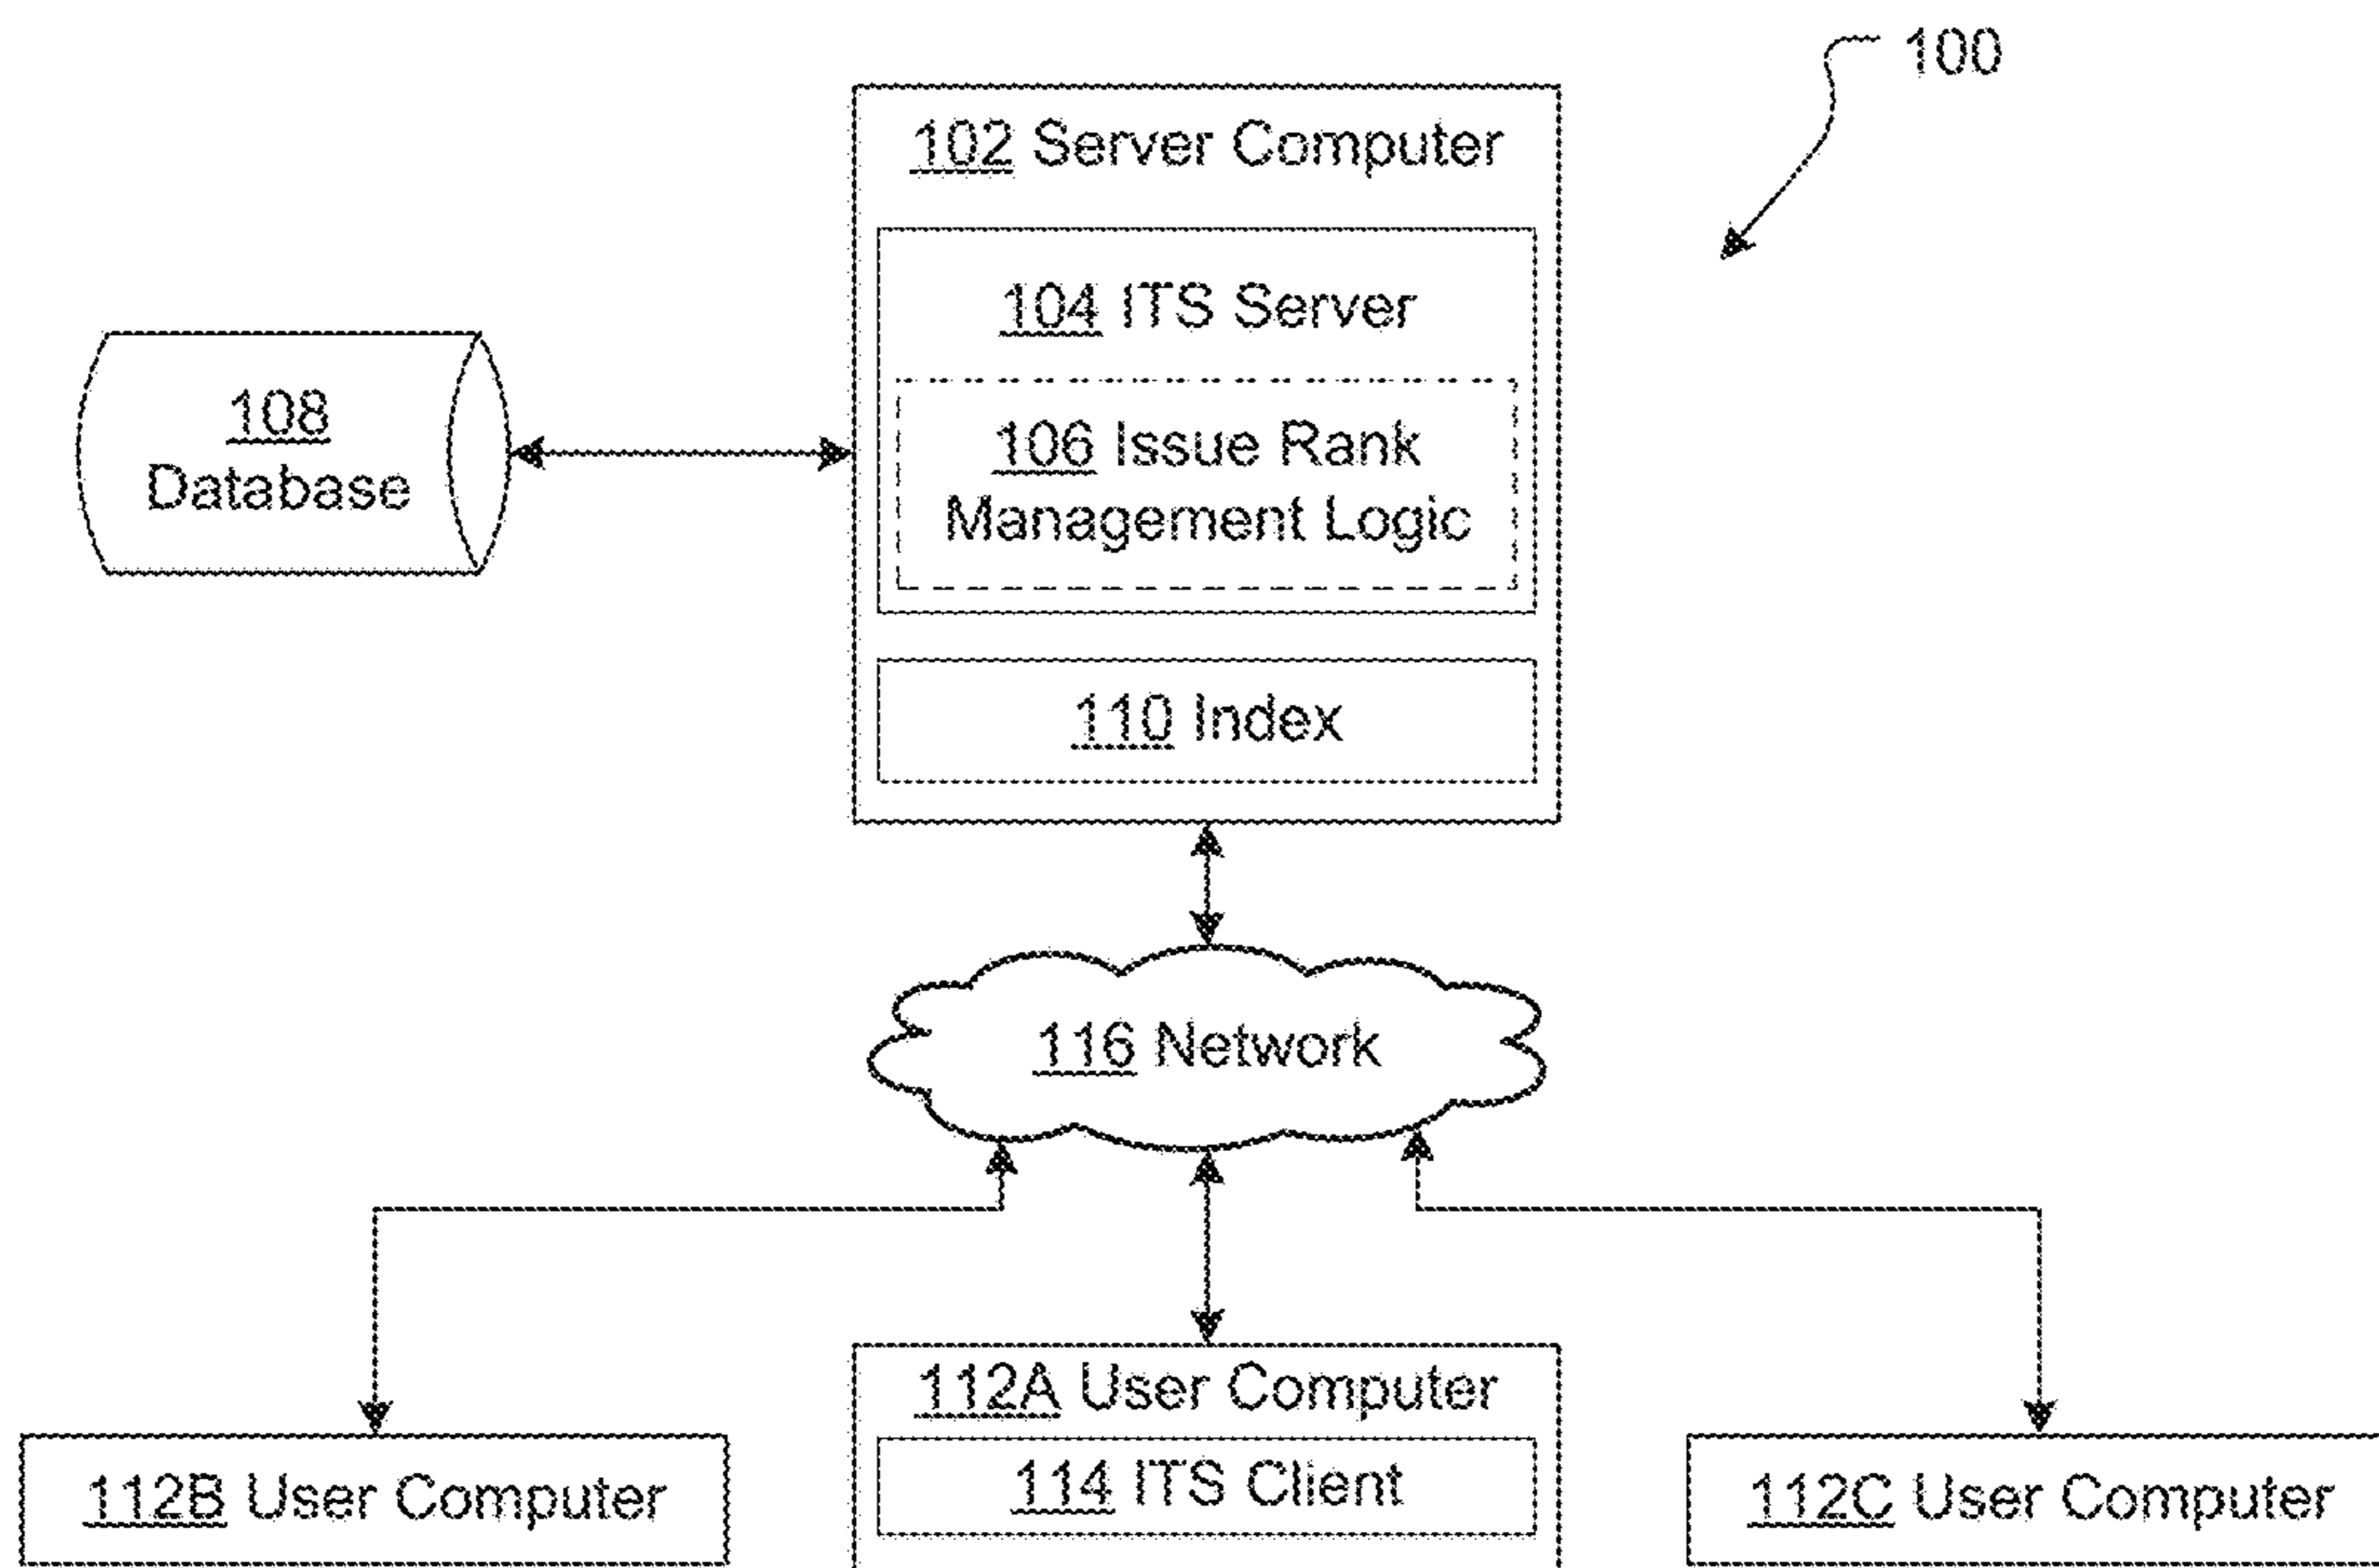 100
102 Server Computer
104 ITS Server
106 Issue Rank
Management Logic
108
Database
110 Index
116 Network
112A User Computer
114 ITS Client
112B User Computer
112C User Computer